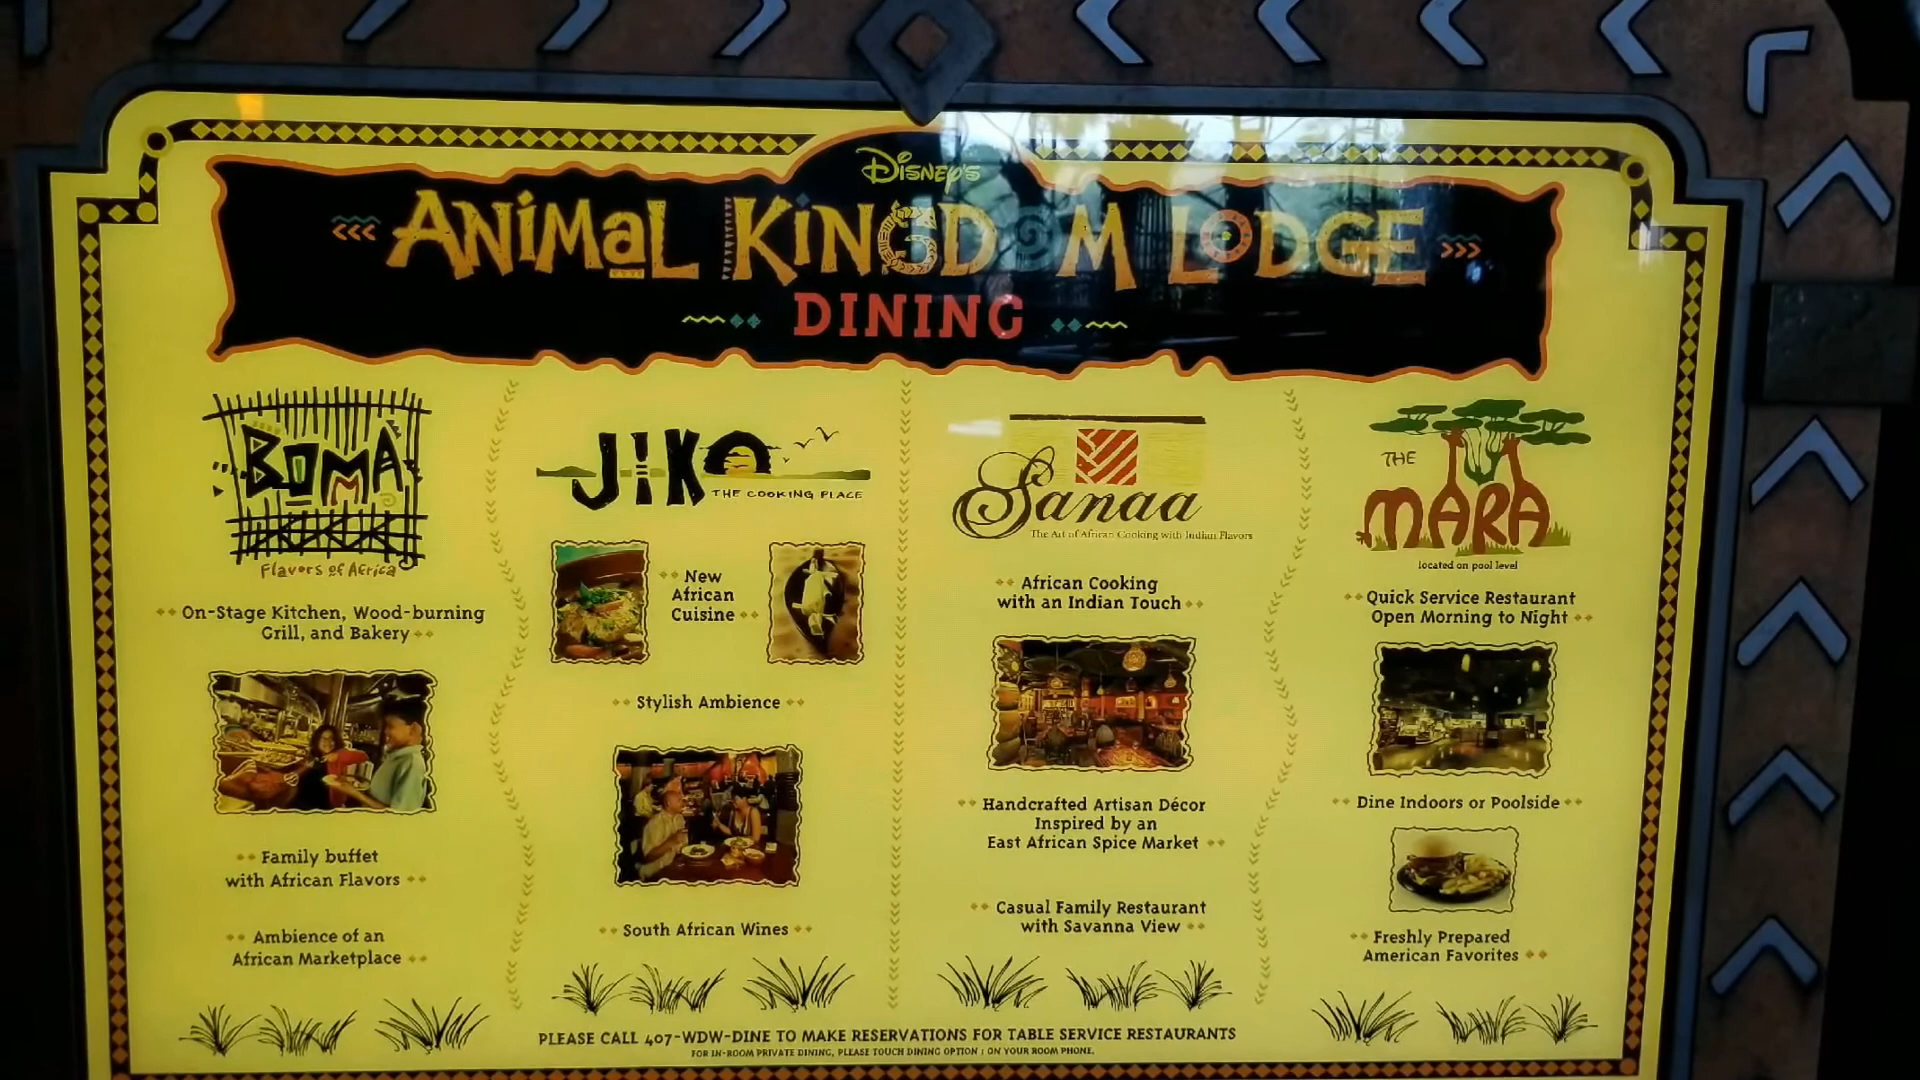 DISNEY'S
ANIMAL KINGDOM LODGE
DINING
BOMA
Flavors of Africa
On-Stage Kitchen, Wood-burning
Grill, and Bakery
Family buffet
with African Flavors
Ambience of an
African Marketplace
JIKO
THE COOKING PLACE
New
African
Cuisine
Stylish Ambience
South African Wines
Sanaa
The Art of African Cooking with Indian Flavors
African Cooking
with an Indian Touch
Handcrafted Artisan Décor
Inspired by an
East African Spice Market
Casual Family Restaurant
with Savanna View
THE
MARA
located on pool level
Quick Service Restaurant
Open Morning to Night
Dine Indoors or Poolside
Freshly Prepared
American Favorites
PLEASE CALL 407-WDW-DINE TO MAKE RESERVATIONS FOR TABLE SERVICE RESTAURANTS
FOR IN-ROOM PRIVATE DINING, PLEASE TOUCH DINING OPTION 1 ON YOUR ROOM PHONE.